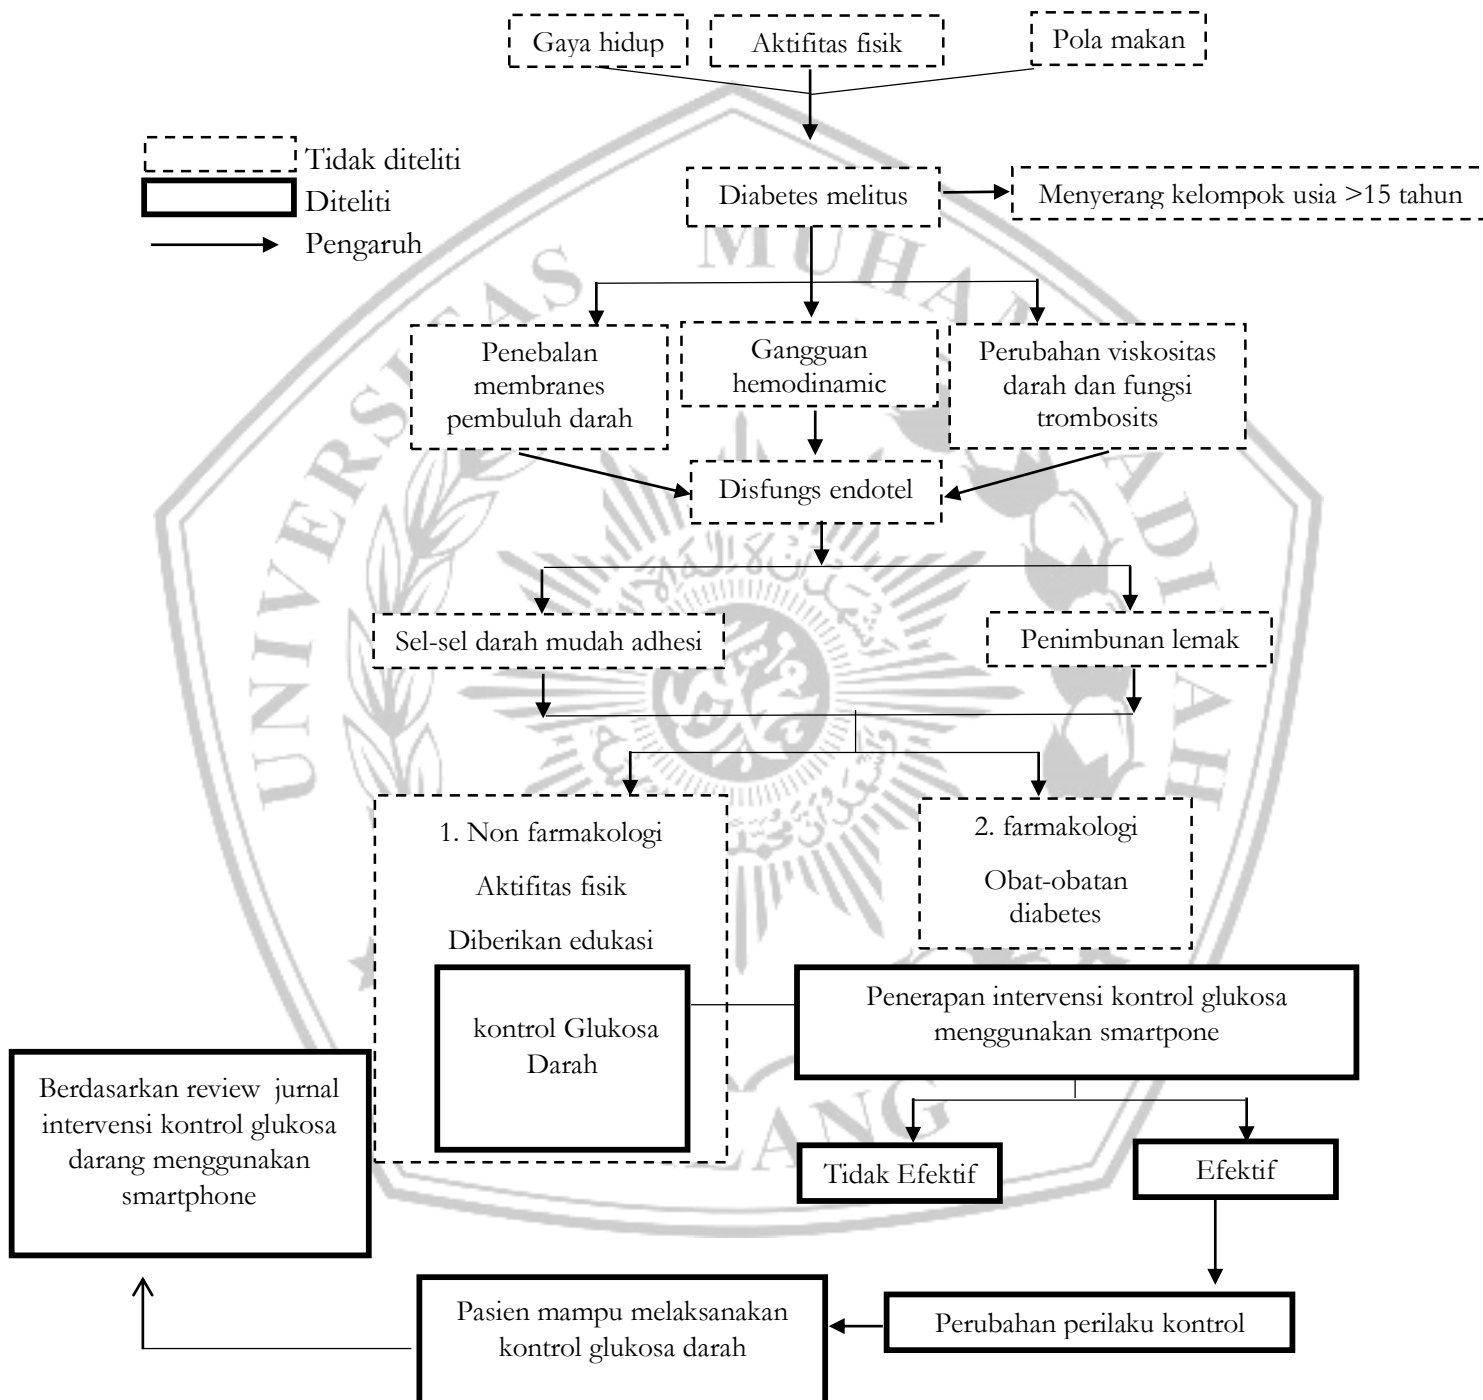 Gaya hidup
Aktifitas fisik
Pola makan
Tidak diteliti
Diteliti
Pengaruh
Diabetes melitus
Menyerang kelompok usia >15 tahun
Penebalan
membranes
pembuluh darah
Gangguan
hemodinamic
Perubahan viskositas
darah dan fungsi
trombosits
Disfungs endotel
Sel-sel darah mudah adhesi
Penimbunan lemak
1. Non farmakologi
Aktifitas fisik
Diberikan edukasi
kontrol Glukosa
Darah
2. farmakologi
Obat-obatan
diabetes
Penerapan intervensi kontrol glukosa
menggunakan smartpone
Berdasarkan review jurnal
intervensi kontrol glukosa
darang menggunakan
smartphone
Tidak Efektif
Efektif
Perubahan perilaku kontrol
Pasien mampu melaksanakan
kontrol glukosa darah
UNIVERSITAS MUHAMMADIYAH